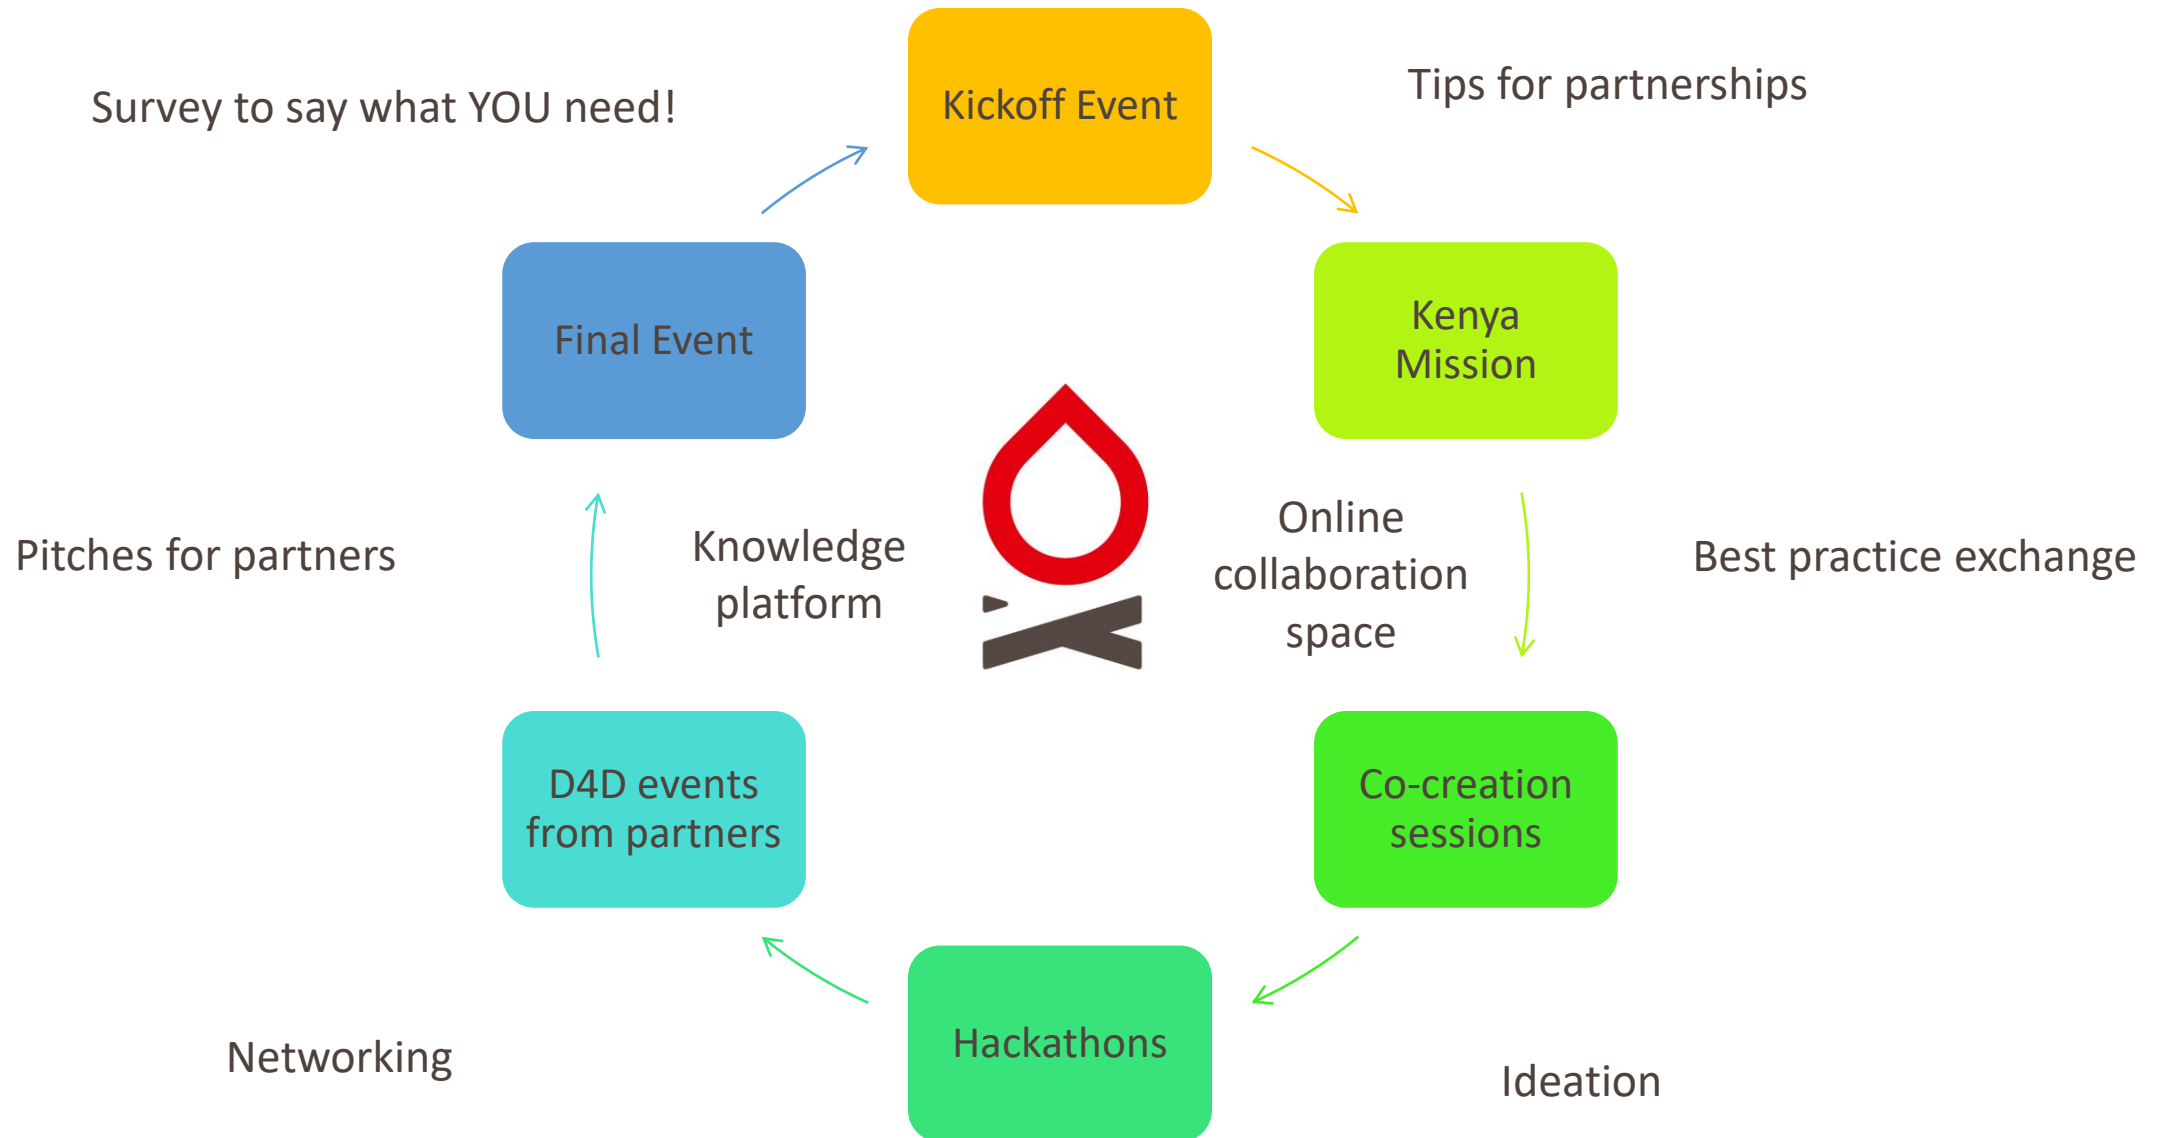 Kickoff Event
Tips for partnerships
Survey to say what YOU need!
Final Event
Kenya
Mission
Pitches for partners
Knowledge
platform
Online
collaboration
space
Best practice exchange
D4D events
from partners
Co-creation
sessions
Networking
Hackathons
Ideation